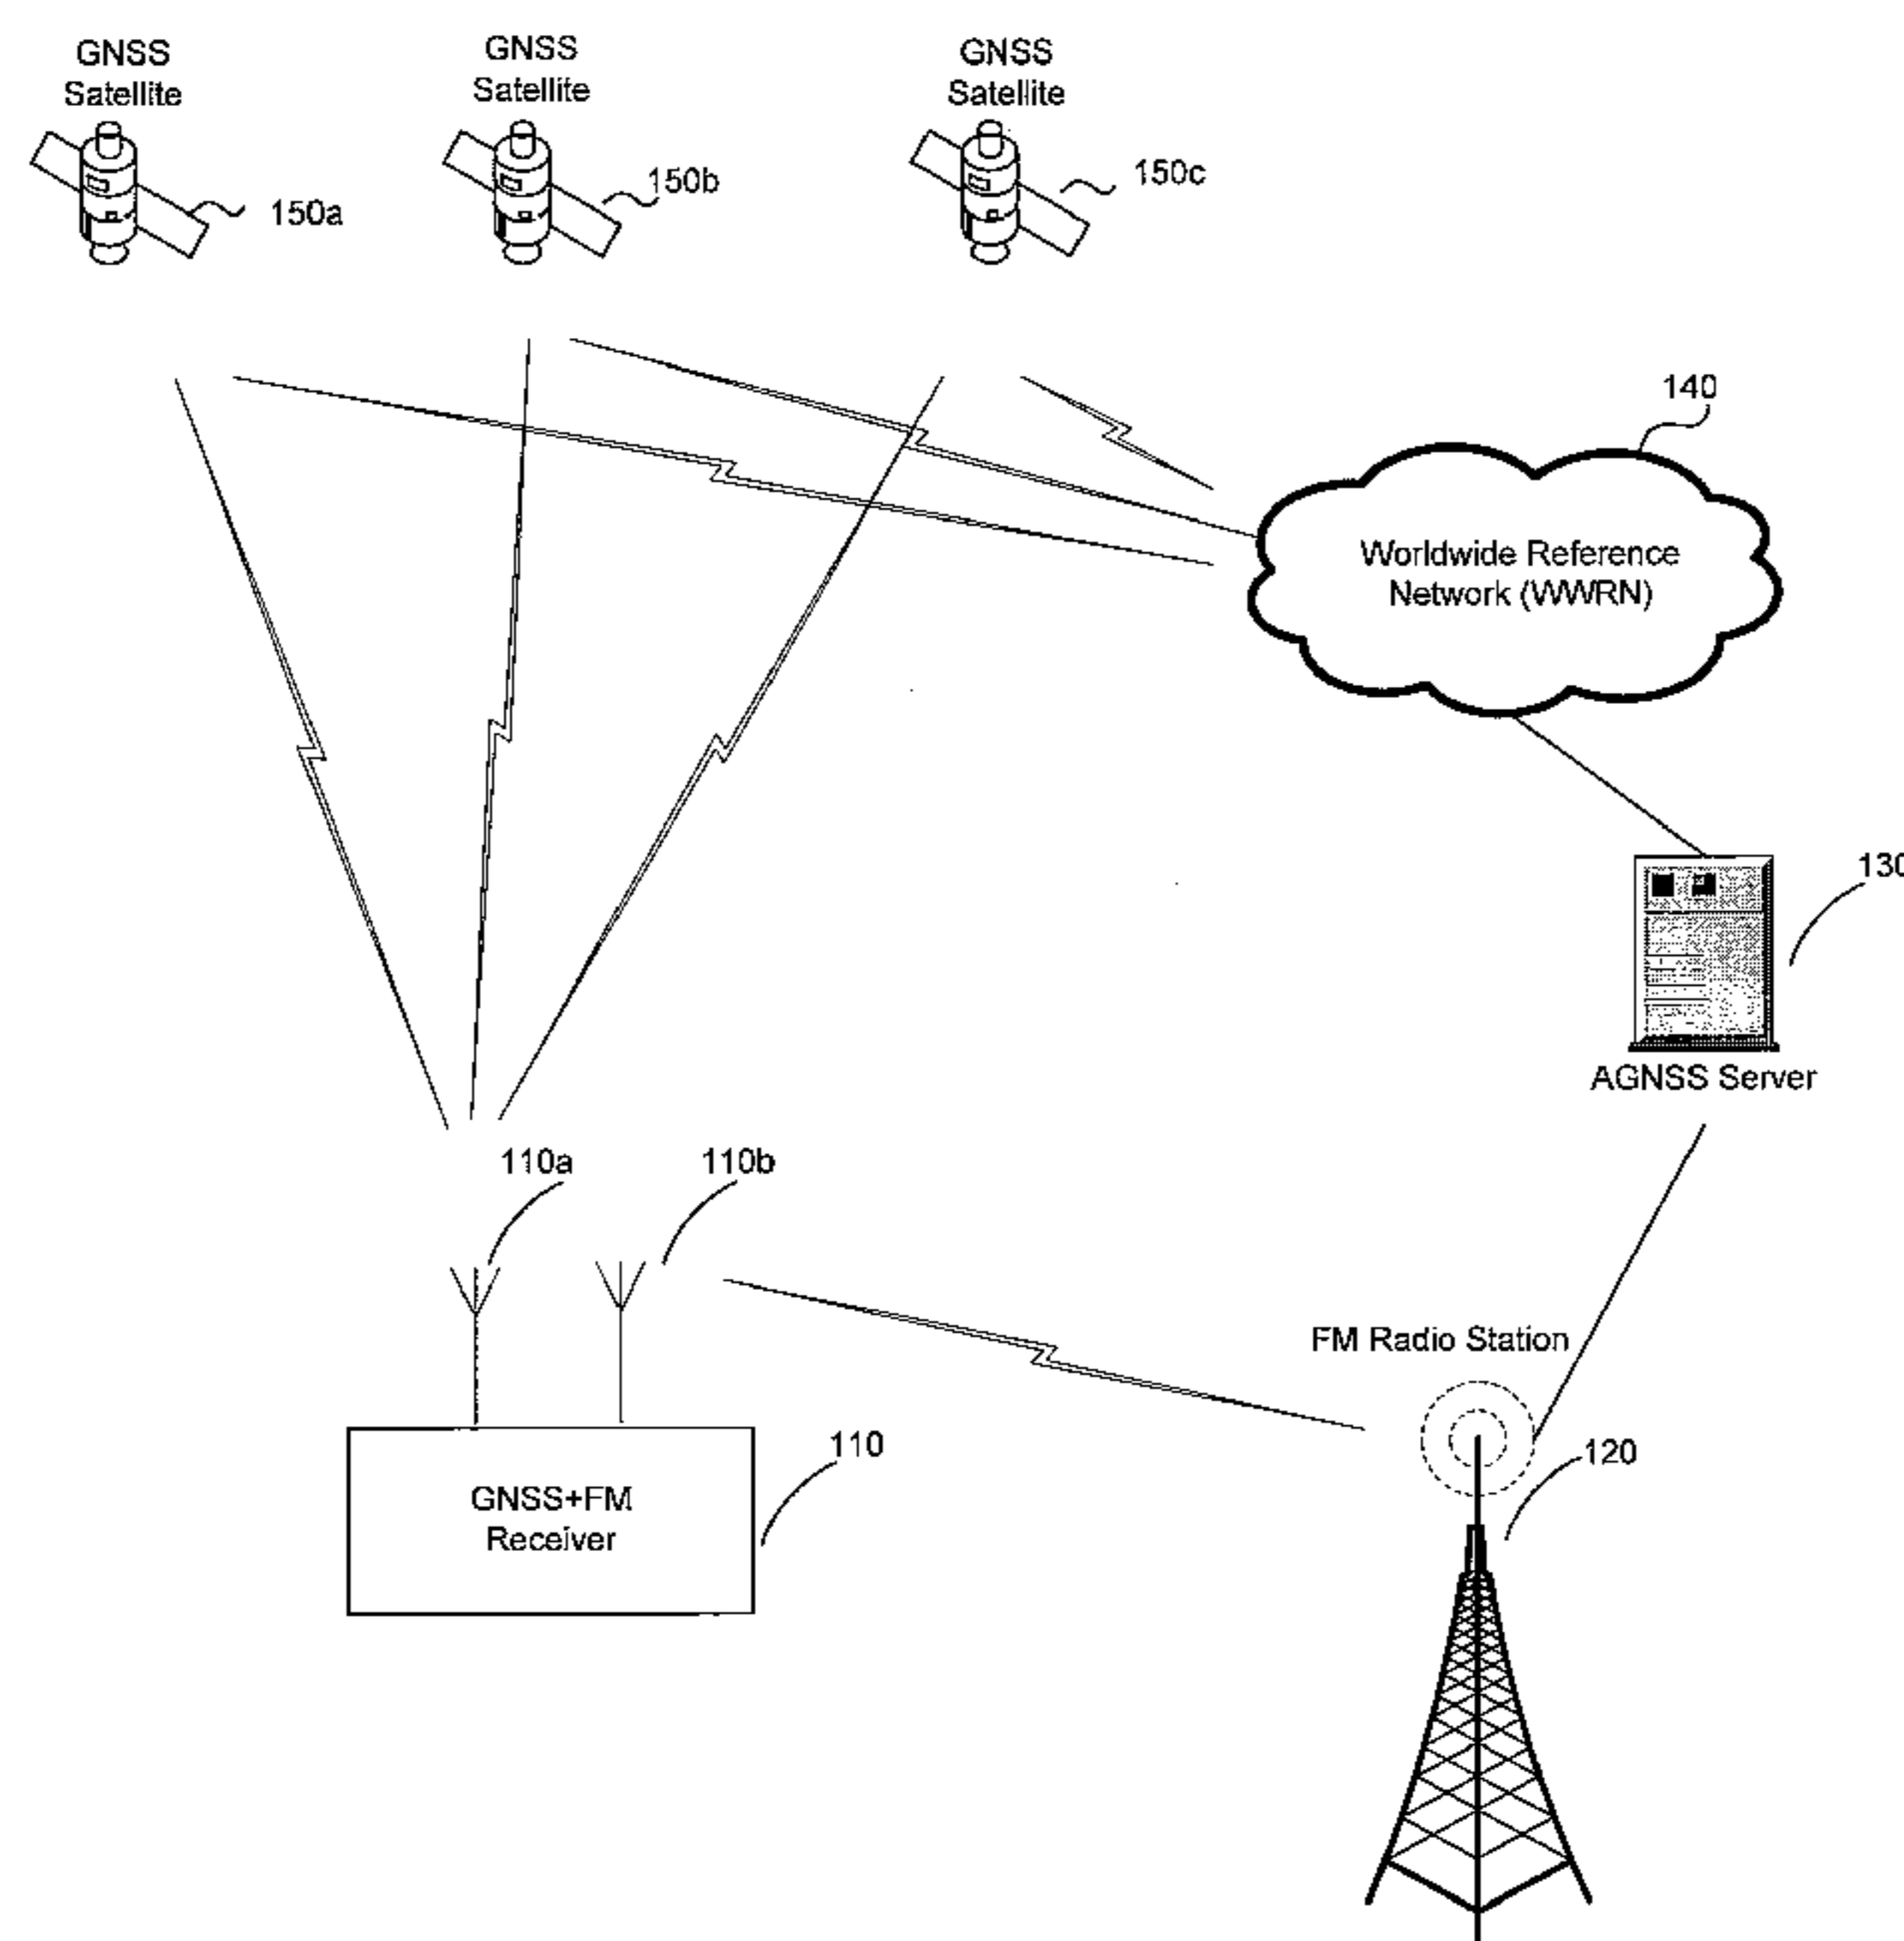 GNSS
Satellite
GNSS
Satellite
GNSS
Satellite
150a
150b
150c
140
Worldwide Reference
Network (WWRN)
130
AGNSS Server
110a
110b
FM Radio Station
110
120
GNSS+FM
Receiver